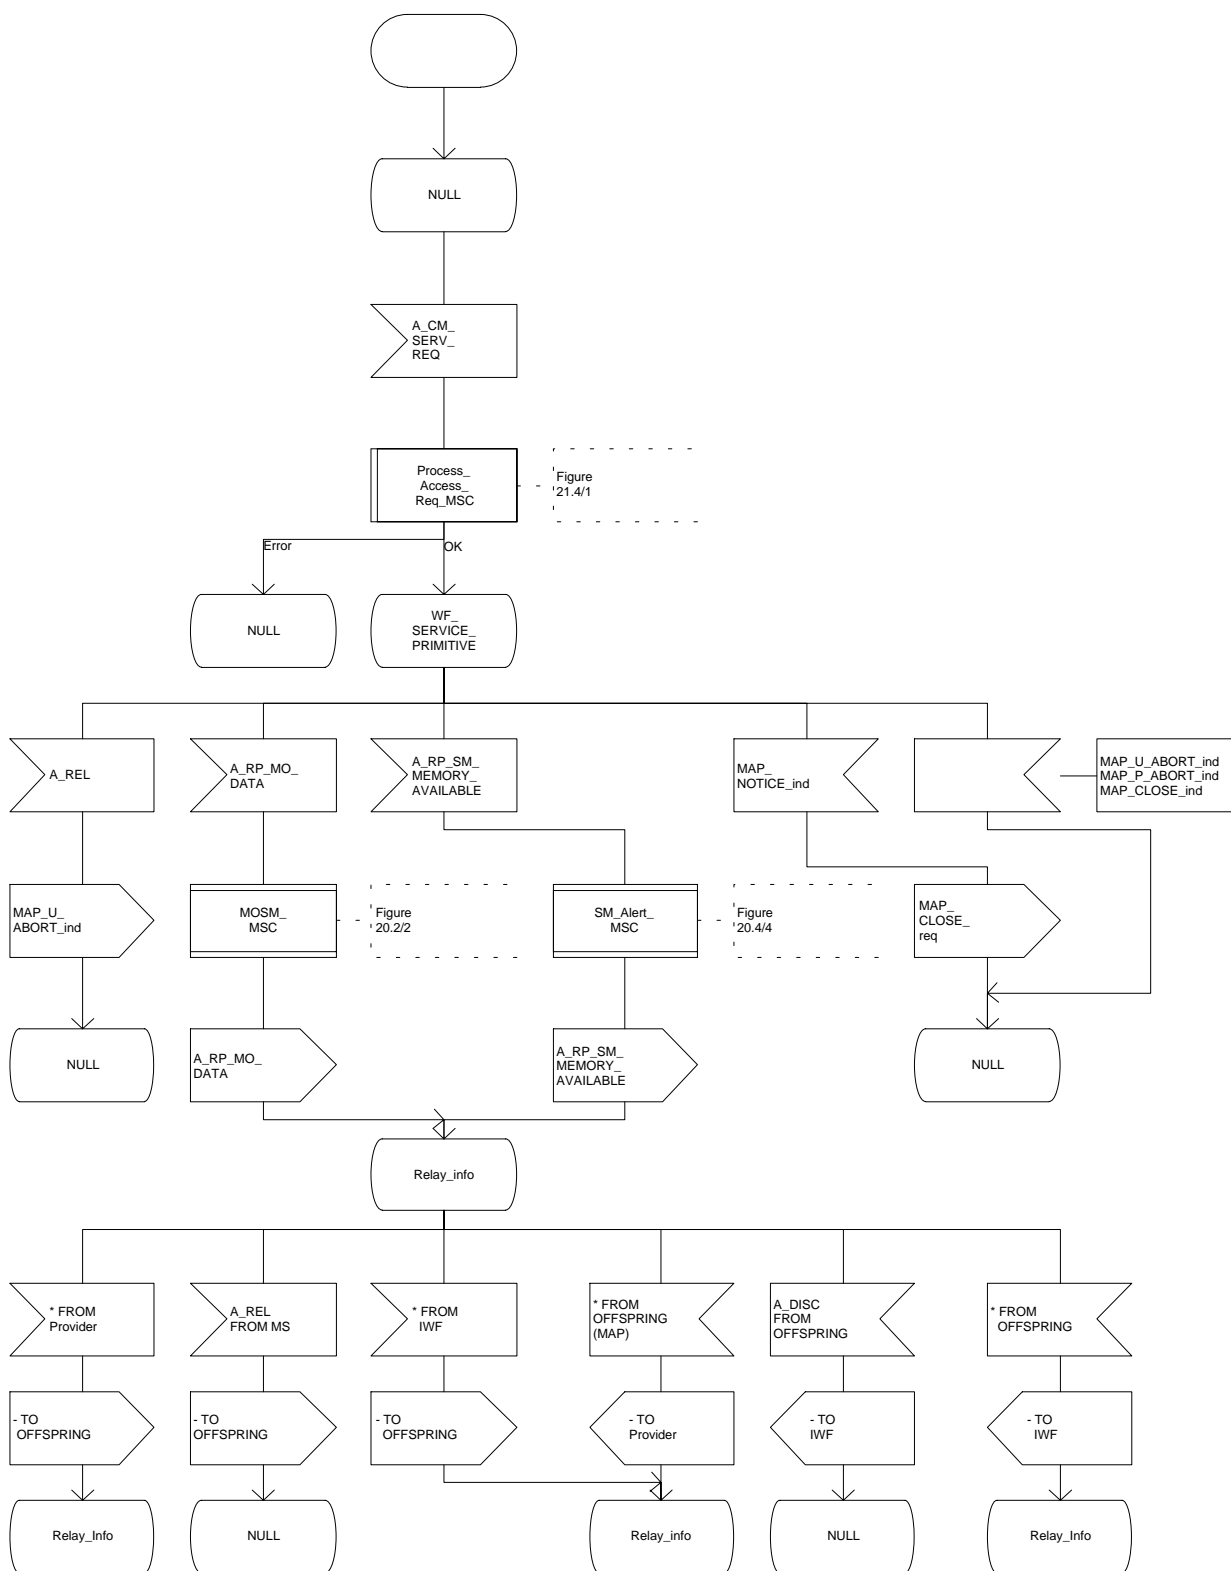 NULL
A_CM_
SERV_
REQ
Process_
Access_
Req_MSC
Figure
21.4/1
Error
OK
NULL
WF_
SERVICE_
PRIMITIVE
A_REL
A_RP_MO_
DATA
A_RP_SM_
MEMORY_
AVAILABLE
MAP_
NOTICE_ind
MAP_U_ABORT_ind
MAP_P_ABORT_ind
MAP_CLOSE_ind
MAP_U_
ABORT_ind
MOSM_
MSC
Figure
20.2/2
SM_Alert_
MSC
Figure
20.4/4
MAP_
CLOSE_
req
NULL
A_RP_MO_
DATA
A_RP_SM_
MEMORY_
AVAILABLE
NULL
Relay_info
* FROM
Provider
A_REL
FROM MS
* FROM
IWF
* FROM
OFFSPRING
(MAP)
A_DISC
FROM
OFFSPRING
* FROM
OFFSPRING
- TO
OFFSPRING
- TO
OFFSPRING
- TO
OFFSPRING
- TO
Provider
- TO
IWF
- TO
IWF
Relay_Info
NULL
Relay_info
NULL
Relay_Info